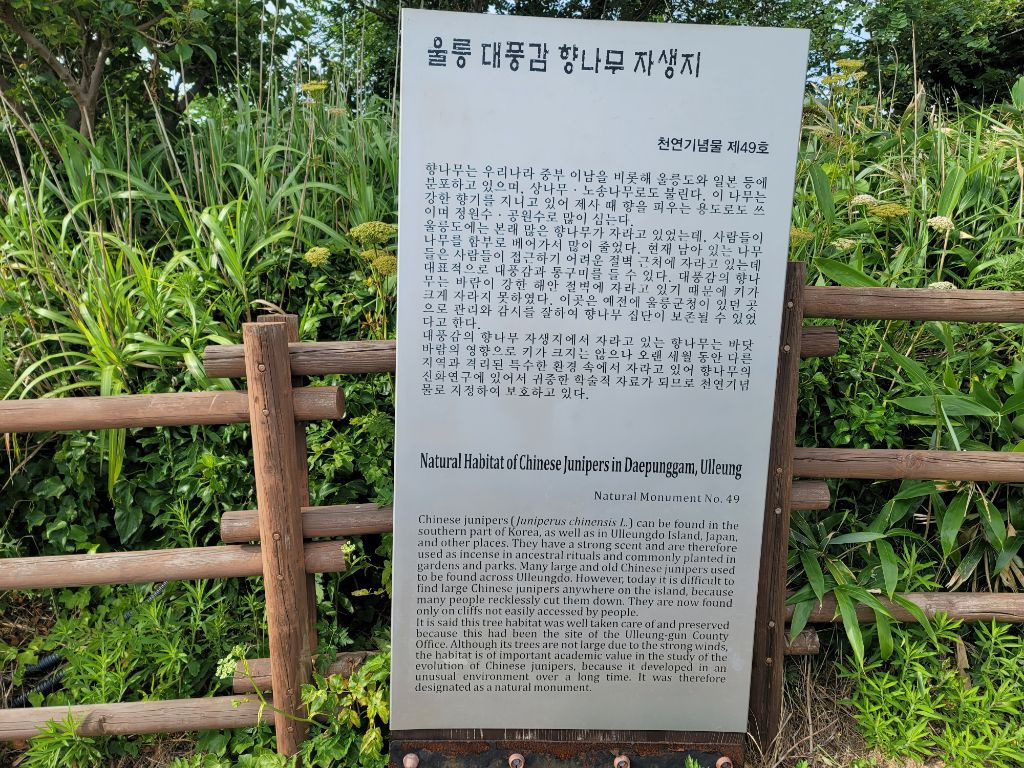 울릉 대풍감 향나무 자생지
천연기념물 제49호
향나무는 우리나라 중부 이남을 비롯해 울릉도와 일본 등에
분포하고 있으며, 상나무·노송나무로도 불린다. 이 나무는
강한 향기를 지니고 있어 제사 때 향을 피우는 용도로도 쓰
이며 정원수·공원수로 많이 심는다.
울릉도에는 본래 많은 향나무가 자라고 있었는데, 사람들이
나무를 함부로 베어가서 많이 줄었다. 현재 남아 있는 나무
들은 사람들이 접근하기 어려운 절벽 근처에 자라고 있는데
대표적으로 대풍감과 통구미를 들 수 있다. 대풍감의 향나
무는 바람이 강한 해안 절벽에 자라고 있기 때문에 키가
크게 자라지 못하였다. 이곳은 예전에 울릉군청이 있던 곳
으로 관리와 감시를 잘하여 향나무 집단이 보존될 수 있었
다고 한다.
대풍감의 향나무 자생지에서 자라고 있는 향나무는 바닷
바람의 영향으로 키가 크지는 않으나 오랜 세월 동안 다른
지역과 격리된 특수한 환경 속에서 자라고 있어 향나무의
진화연구에 있어서 귀중한 학술적 자료가 되므로 천연기념
물로 지정하여 보호하고 있다.
Natural Habitat of Chinese Junipers in Daepunggam, Ulleung
Natural Monument No. 49
Chinese junipers (Juniperus chinensis L.) can be found in the
southern part of Korea, as well as in Ulleungdo Island, Japan,
and other places. They have a strong scent and are therefore
used as incense in ancestral rituals and commonly planted in
gardens and parks. Many large and old Chinese junipers used
to be found across Ulleungdo. However, today it is difficult to
find large Chinese junipers anywhere on the island, because
many people recklessly cut them down. They are now found
only on cliffs not easily accessed by people.
It is said this tree habitat was well taken care of and preserved
because this had been the site of the Ulleung-gun County
Office. Although its trees are not large due to the strong winds,
the habitat is of important academic value in the study of the
evolution of Chinese junipers, because it developed in an
unusual environment over a long time. It was therefore
designated as a natural monument.